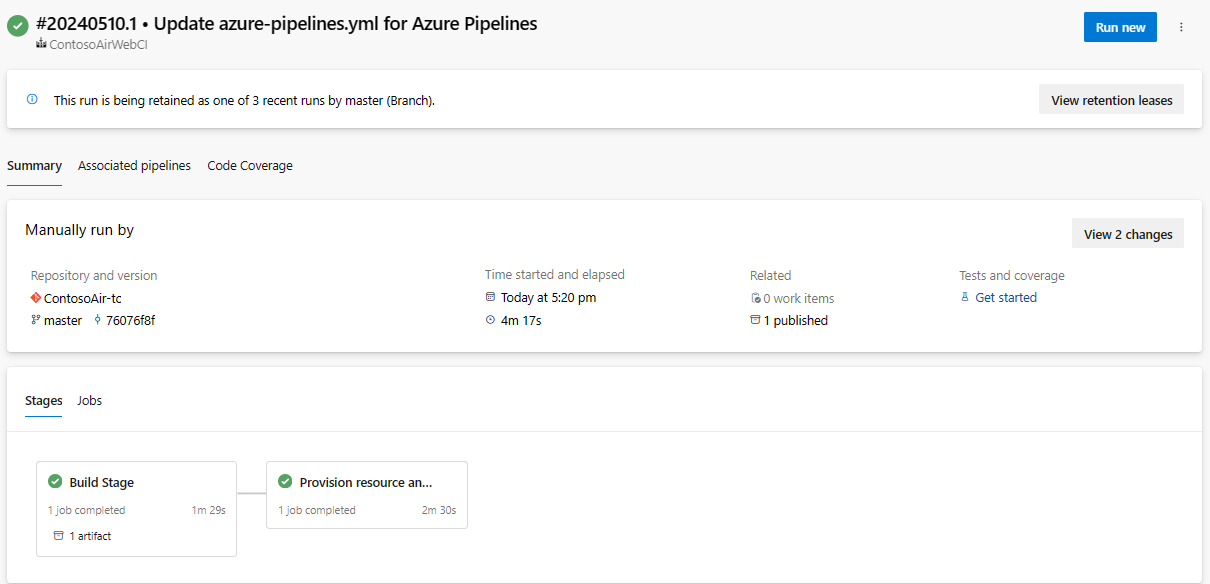 #20240510.1 • Update azure-pipelines.yml for Azure Pipelines
Run new
ContosoAirWebCI
This run is being retained as one of 3 recent runs by master (Branch).
View retention leases
Summary Associated pipelines Code Coverage
Manually run by
View 2 changes
Repository and version
ContosoAir-tc
master 76076f8f
Time started and elapsed
Today at 5:20 pm
4m 17s
Related
0 work items
1 published
Tests and coverage
Get started
Stages Jobs
Build Stage
1 job completed 1m 29s
1 artifact
Provision resource an...
1 job completed 2m 30s